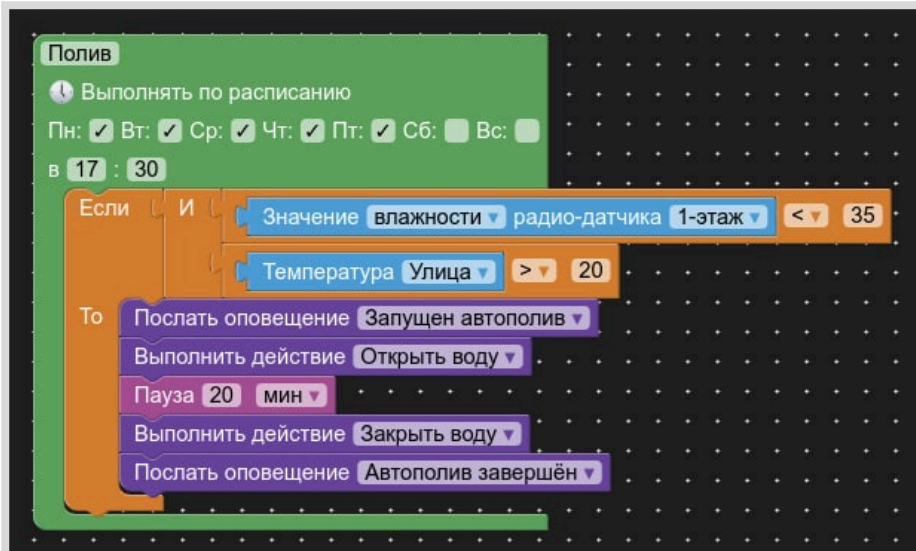 Полив
Выполнять по расписанию
Пн: ✓ Вт: ✓ Ср: ✓ Чт: ✓ Пт: ✓ Сб: Вс:
в 17 : 30
Если И Значение влажности радио-датчика 1-этаж < 35
Температура Улица > 20
То Послать оповещение Запущен автополив
Выполнить действие Открыть воду
Пауза 20 мин
Выполнить действие Закрыть воду
Послать оповещение Автополив завершён